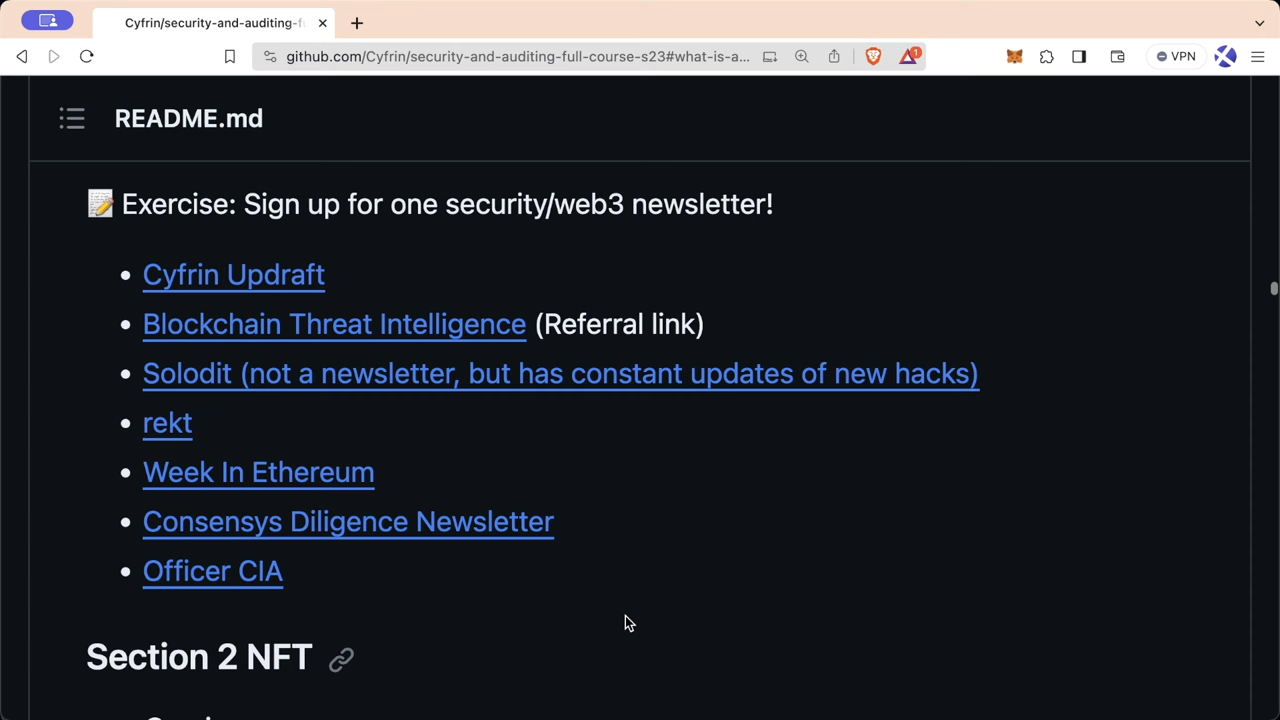 Cyfrin/security-and-auditing-f
github.com/Cyfrin/security-and-auditing-full-course-s23#what-is-a...
1
VPN
README.md
📝 Exercise: Sign up for one security/web3 newsletter!
• Cyfrin Updraft
• Blockchain Threat Intelligence (Referral link)
• Solodit (not a newsletter, but has constant updates of new hacks)
• rekt
• Week In Ethereum
• Consensys Diligence Newsletter
• Officer CIA
Section 2 NFT